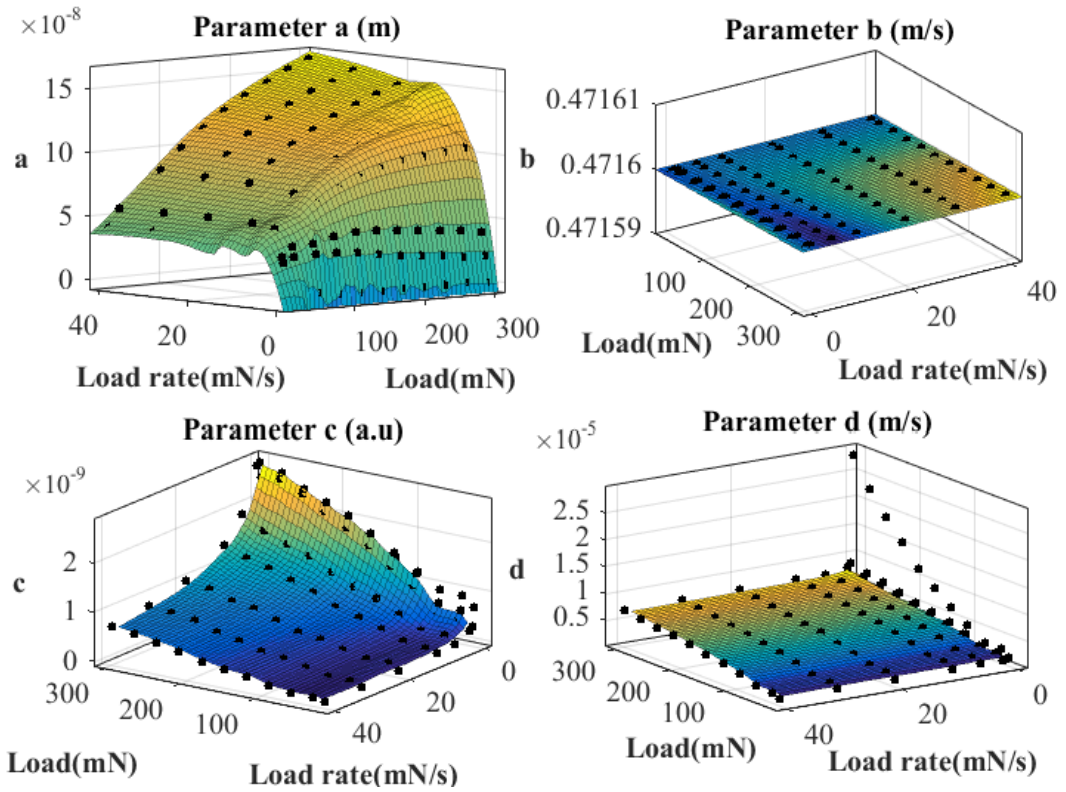 Parameter a (m)
×10⁻⁸
15
10
5
0
a
40
20
0
100
200
300
Load rate(mN/s)
Load(mN)
Parameter b (m/s)
0.47161
0.4716
0.47159
b
100
200
300
0
20
40
Load(mN)
Load rate(mN/s)
Parameter c (a.u)
×10⁻⁹
2
1
0
c
300
200
100
40
20
0
Load(mN)
Load rate(mN/s)
Parameter d (m/s)
×10⁻⁵
2.5
2
1.5
1
0.5
d
300
200
100
40
20
0
Load(mN)
Load rate(mN/s)